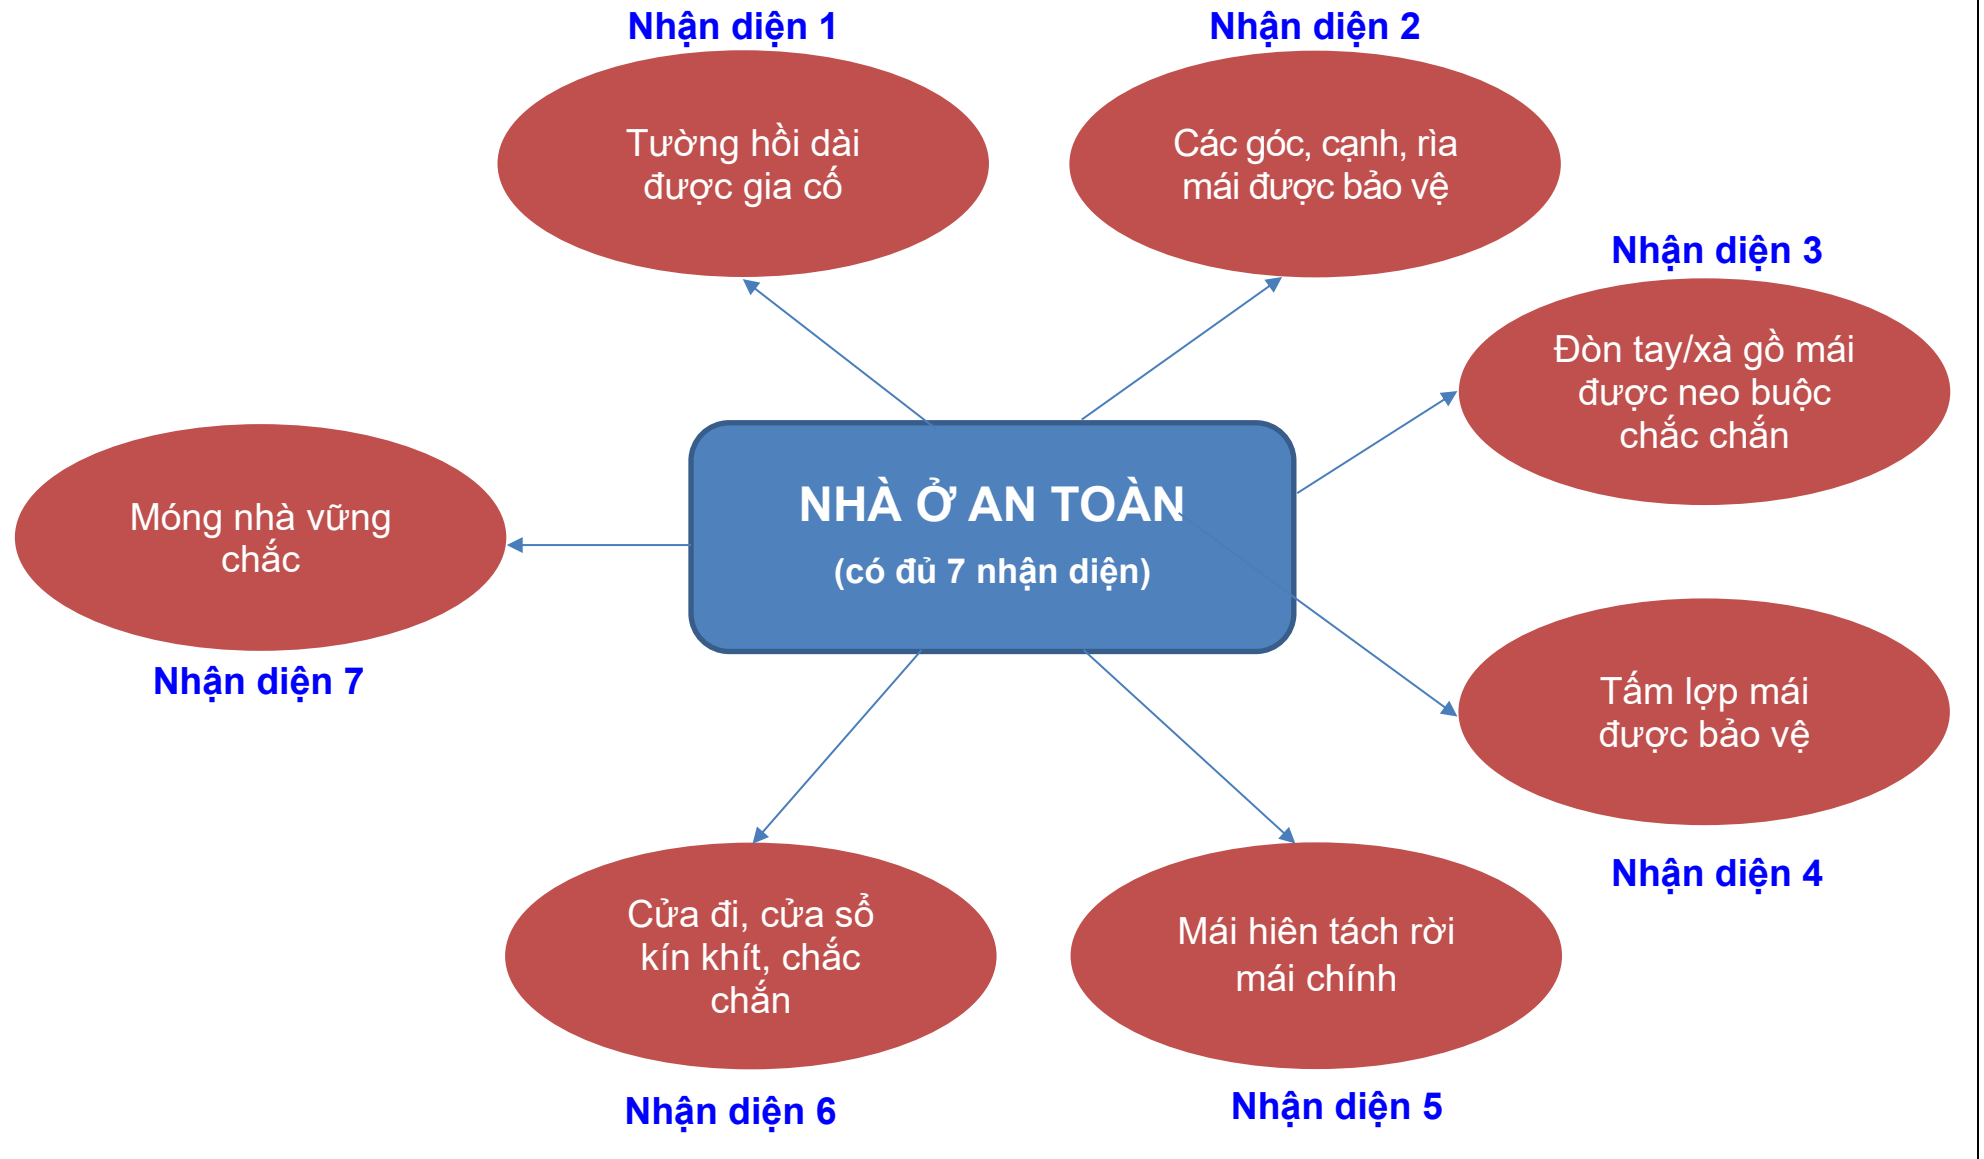 Nhận diện 1
Tường hồi dài
được gia cố
Nhận diện 2
Các góc, cạnh, rìa
mái được bảo vệ
Nhận diện 3
Đòn tay/xà gồ mái
được neo buộc
chắc chắn
NHÀ Ở AN TOÀN
(có đủ 7 nhận diện)
Móng nhà vững
chắc
Nhận diện 7
Tấm lợp mái
được bảo vệ
Nhận diện 4
Cửa đi, cửa sổ
kín khít, chắc
chắn
Nhận diện 6
Mái hiên tách rời
mái chính
Nhận diện 5